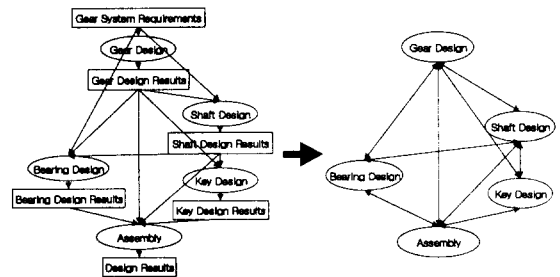 Gear System Requirements
Gear Design
Gear Design Results
Shaft Design
Shaft Design Results
Bearing Design
Key Design
Bearing Design Results
Key Design Results
Assembly
Design Results
Gear Design
Shaft Design
Bearing Design
Key Design
Assembly